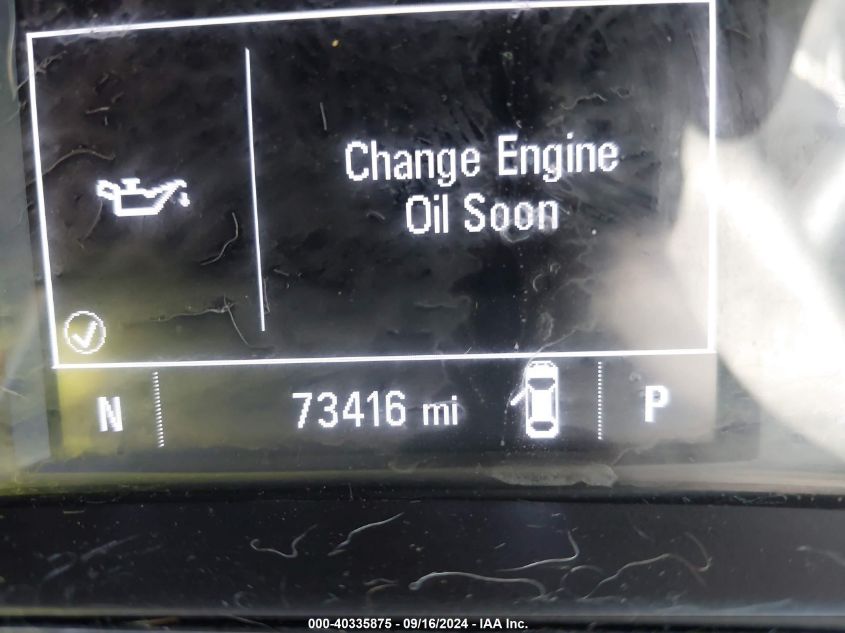 Change Engine
Oil Soon
N 73416 mi P
000-40335875 - 09/16/2024 - IAA Inc.